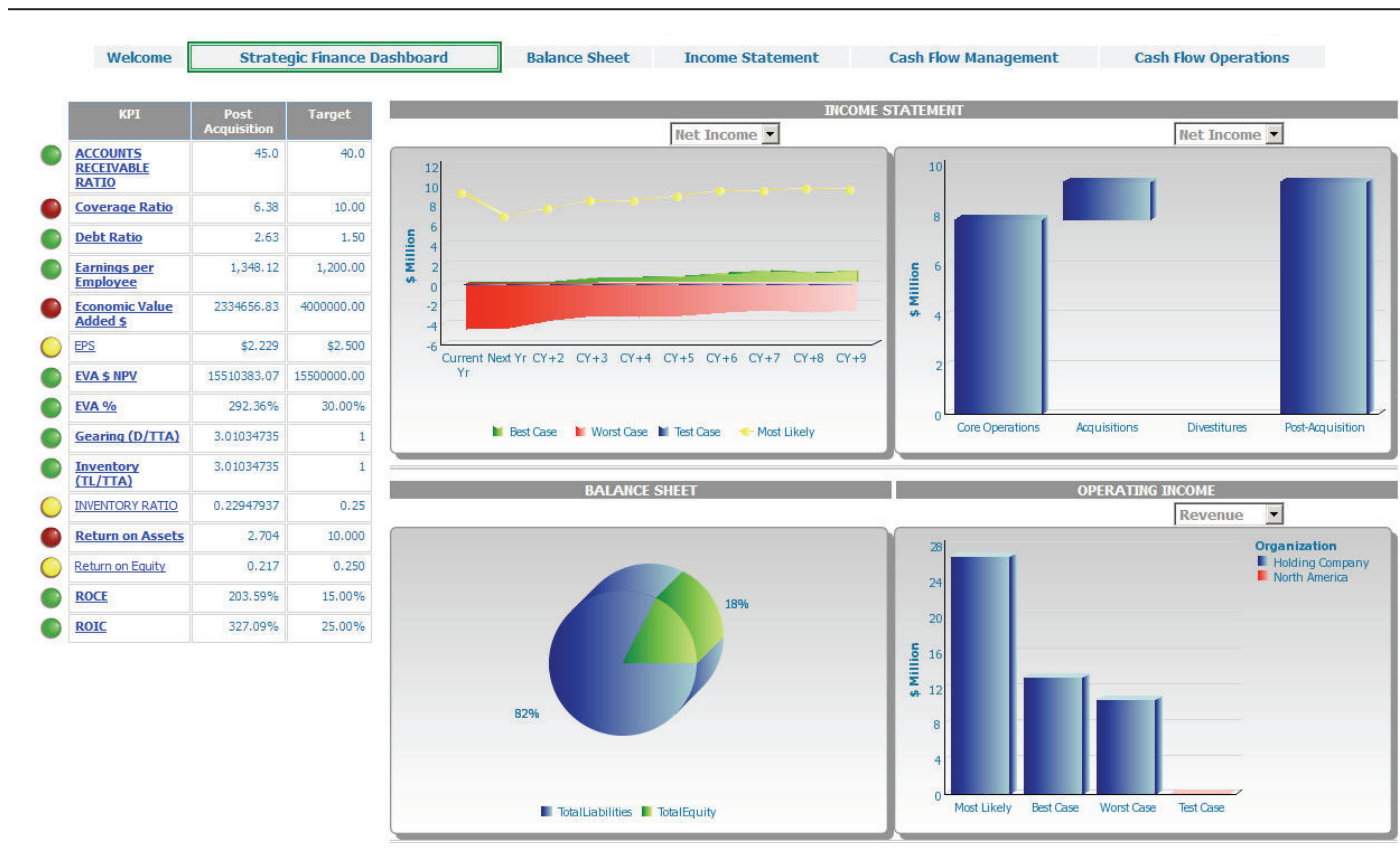 Welcome Strategic Finance Dashboard Balance Sheet Income Statement Cash Flow Management Cash Flow Operations
KPI Post Acquisition Target
ACCOUNTS RECEIVABLE RATIO 45.0 40.0
Coverage Ratio 6.38 10.00
Debt Ratio 2.63 1.50
Earnings per Employee 1,348.12 1,200.00
Economic Value Added $ 2334656.83 4000000.00
EPS $2.229 $2.500
EVA $ NPV 15510383.07 15500000.00
EVA % 292.36% 30.00%
Gearing (D/TTA) 3.01034735 1
Inventory (TL/TTA) 3.01034735 1
INVENTORY RATIO 0.22947937 0.25
Return on Assets 2.704 10.000
Return on Equity 0.217 0.250
ROCE 203.59% 15.00%
ROIC 327.09% 25.00%
INCOME STATEMENT
Net Income
$ Million
12
10
8
6
4
2
0
-2
-4
-6
Current Yr Next Yr CY+2 CY+3 CY+4 CY+5 CY+6 CY+7 CY+8 CY+9
Best Case Worst Case Test Case Most Likely
Net Income
$ Million
10
8
6
4
2
0
Core Operations Acquisitions Divestitures Post-Acquisition
BALANCE SHEET
18%
82%
TotalLiabilities TotalEquity
OPERATING INCOME
Revenue
$ Million
28
24
20
16
12
8
4
0
Most Likely Best Case Worst Case Test Case
Organization
Holding Company
North America